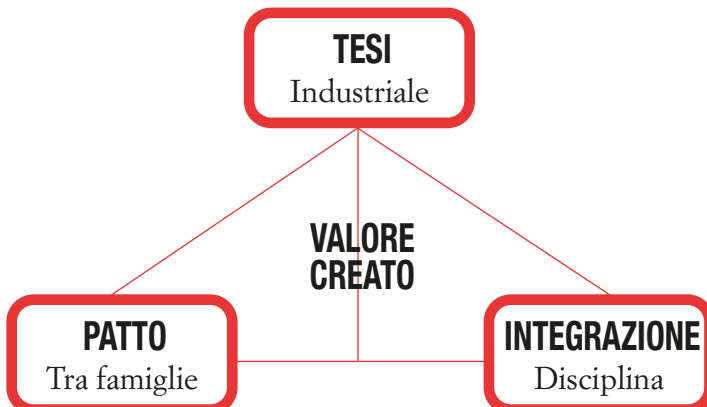 TESI
Industriale
VALORE
CREATO
PATTO
Tra famiglie
INTEGRAZIONE
Disciplina